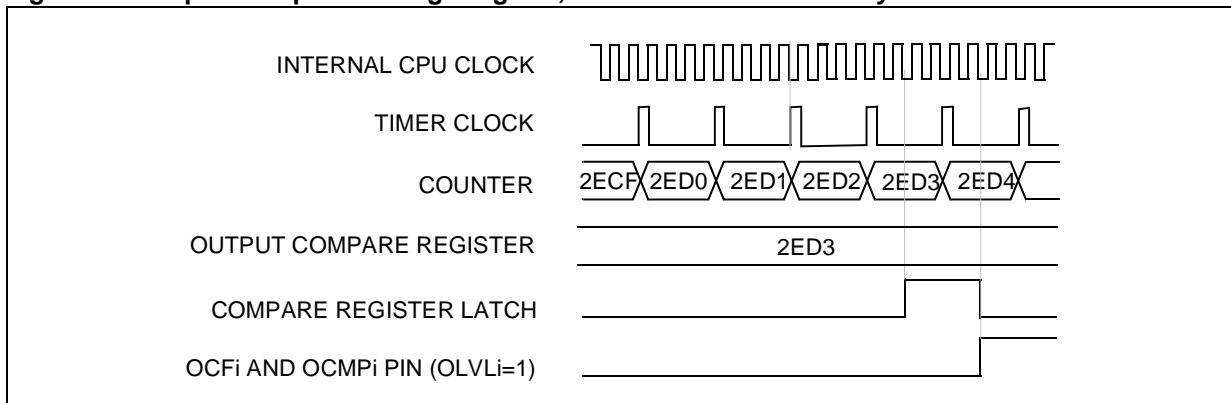 INTERNAL CPU CLOCK
TIMER CLOCK
COUNTER 2ECF 2ED0 2ED1 2ED2 2ED3 2ED4
OUTPUT COMPARE REGISTER 2ED3
COMPARE REGISTER LATCH
OCFi AND OCMPi PIN (OLVLi=1)